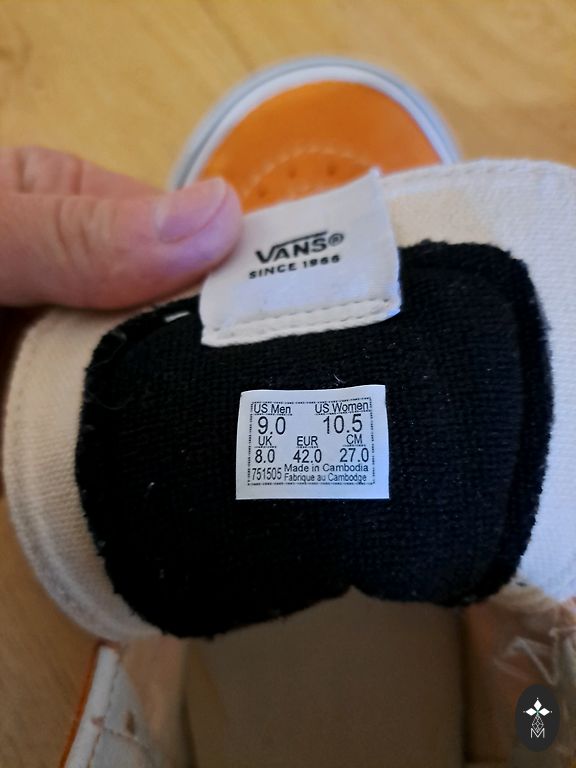 VANS®
SINCE 1966
US Men US Women
9.0 10.5
UK EUR CM
8.0 42.0 27.0
751505 Made in Cambodia
Fabrique au Cambodge
M